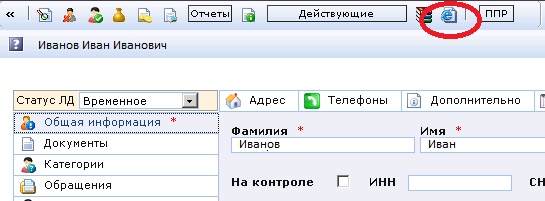 « Отчеты Действующие ППР
? Иванов Иван Иванович
Статус ЛД Временное Адрес Телефоны Дополнительно
Общая информация *
Фамилия * Имя *
Документы Иванов Иван
Категории
Обращения На контроле ИНН СН